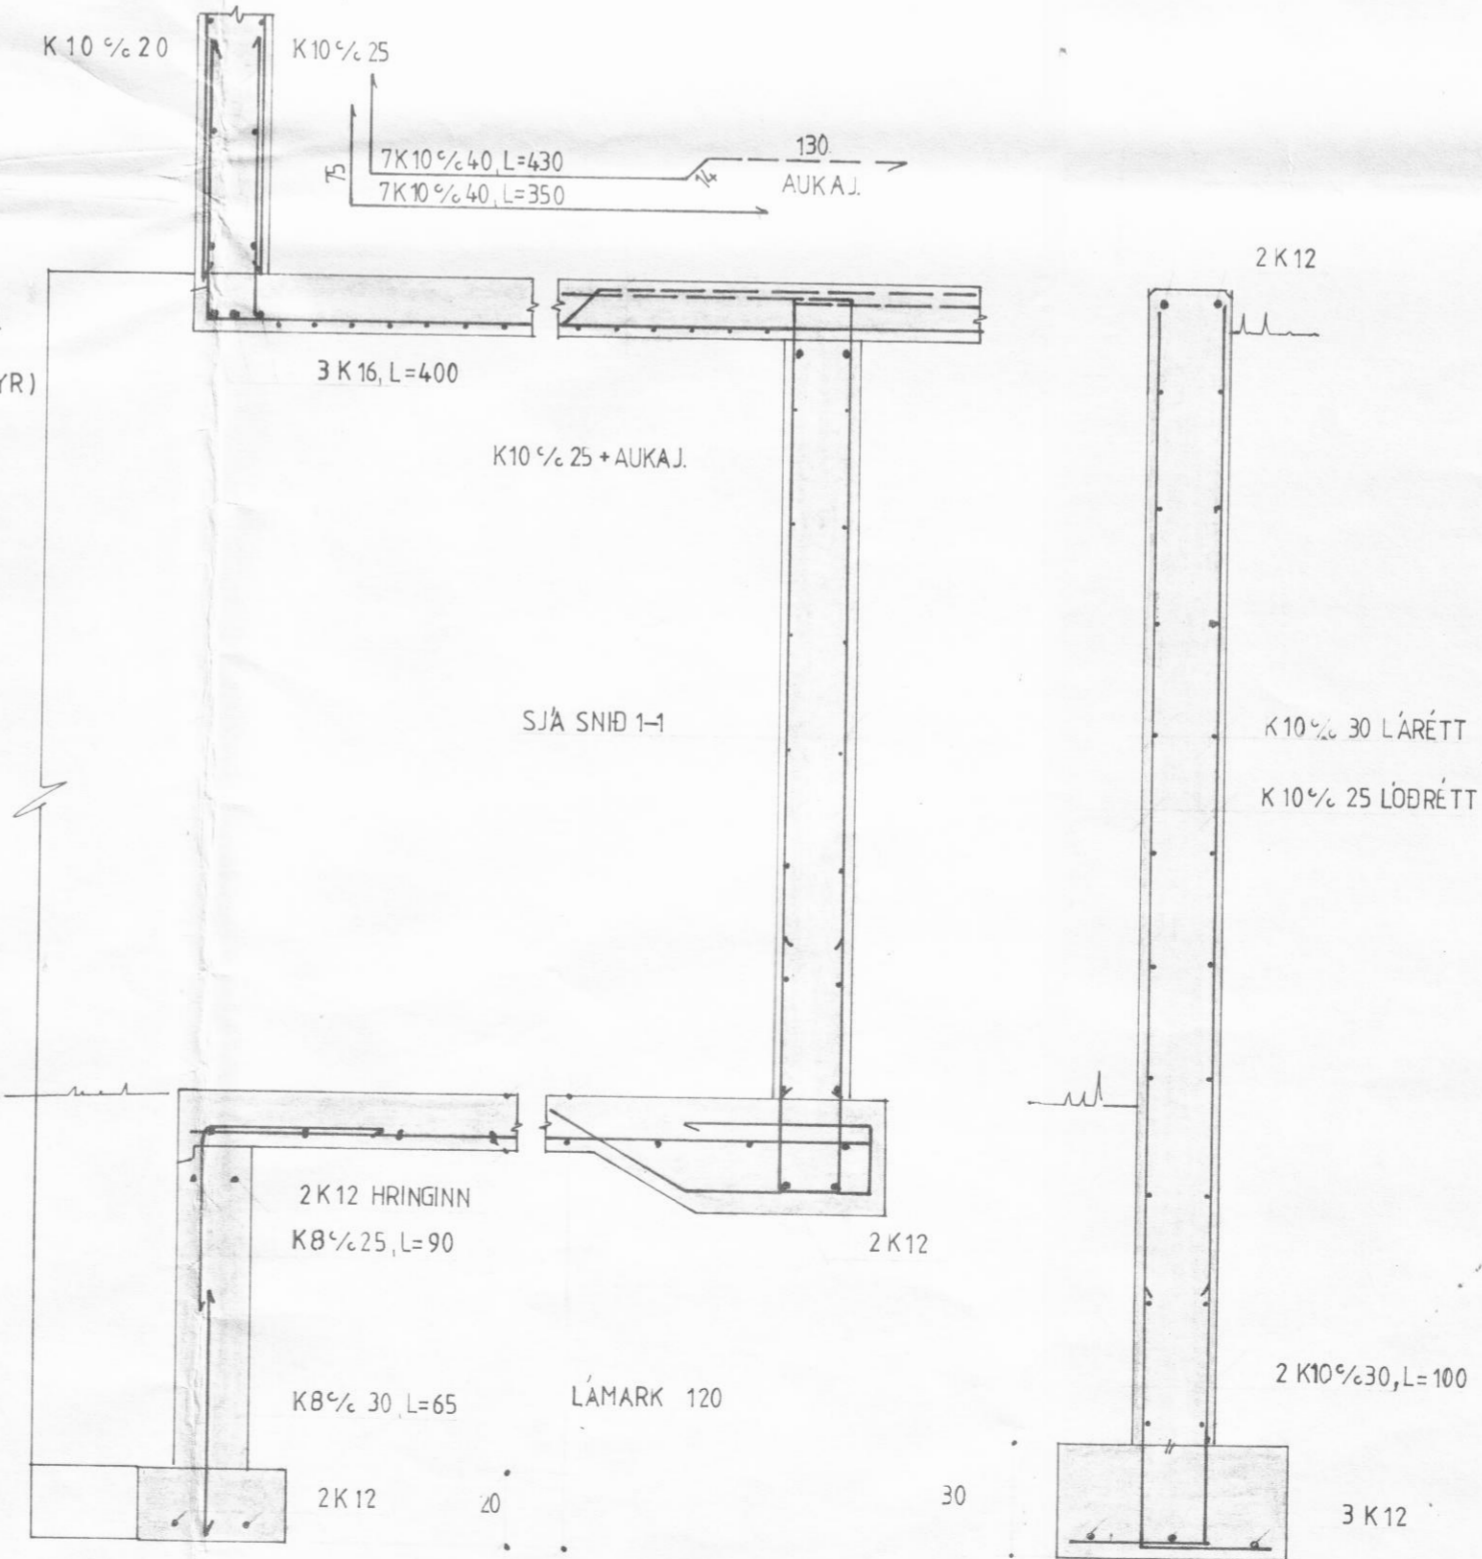 K10 c/c 20
K10 c/c 25
7K10 c/c 40, L=430
130
14
75
7K10 c/c 40, L=350
AUKAJ.
2 K12
3 K16, L=400
YR)
K10 c/c 25 + AUKAJ.
SJÁ SNIÐ 1-1
K10 c/c 30 LÁRÉTT
K10 c/c 25 LÓÐRÉTT
2 K12 HRINGINN
K8 c/c 25, L=90
2 K12
2 K10 c/c 30, L=100
K8 c/c 30, L=65
LÁMARK 120
2 K12
20
30
3 K12